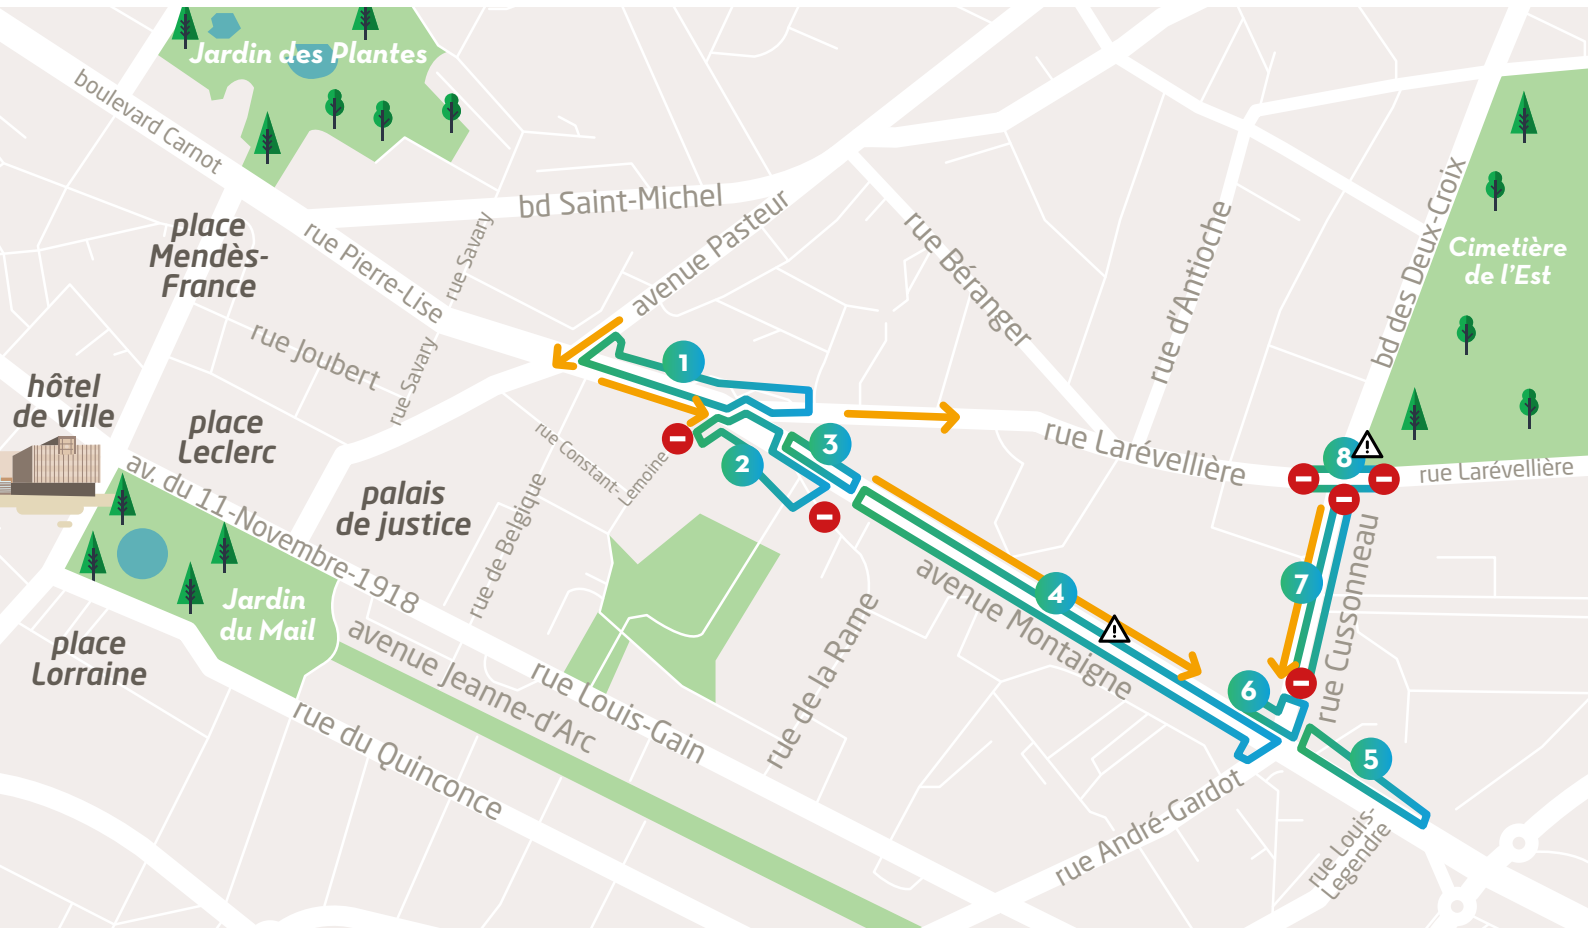 Jardin des Plantes
boulevard Carnot
bd Saint-Michel
rue Savary
rue Pierre-Lise
avenue Pasteur
rue Béranger
rue d'Antioche
bd des Deux-Croix
Cimetière
de l'Est
place
Mendès-
France
rue Joubert
rue Savary
hôtel
de ville
place
Leclerc
1
2
3
rue Constant-
Lemoine
rue Larévellière
8
!
rue Larévellière
av. du 11-Novembre-1918
palais
de justice
rue de Belgique
avenue Montaigne
4
!
7
rue Cussonneau
Jardin
du Mail
place
Lorraine
avenue Jeanne-d'Arc
rue Louis-Gain
rue de la Rame
6
5
rue du Quinconce
rue André-Gardot
rue Louis-
Legendre